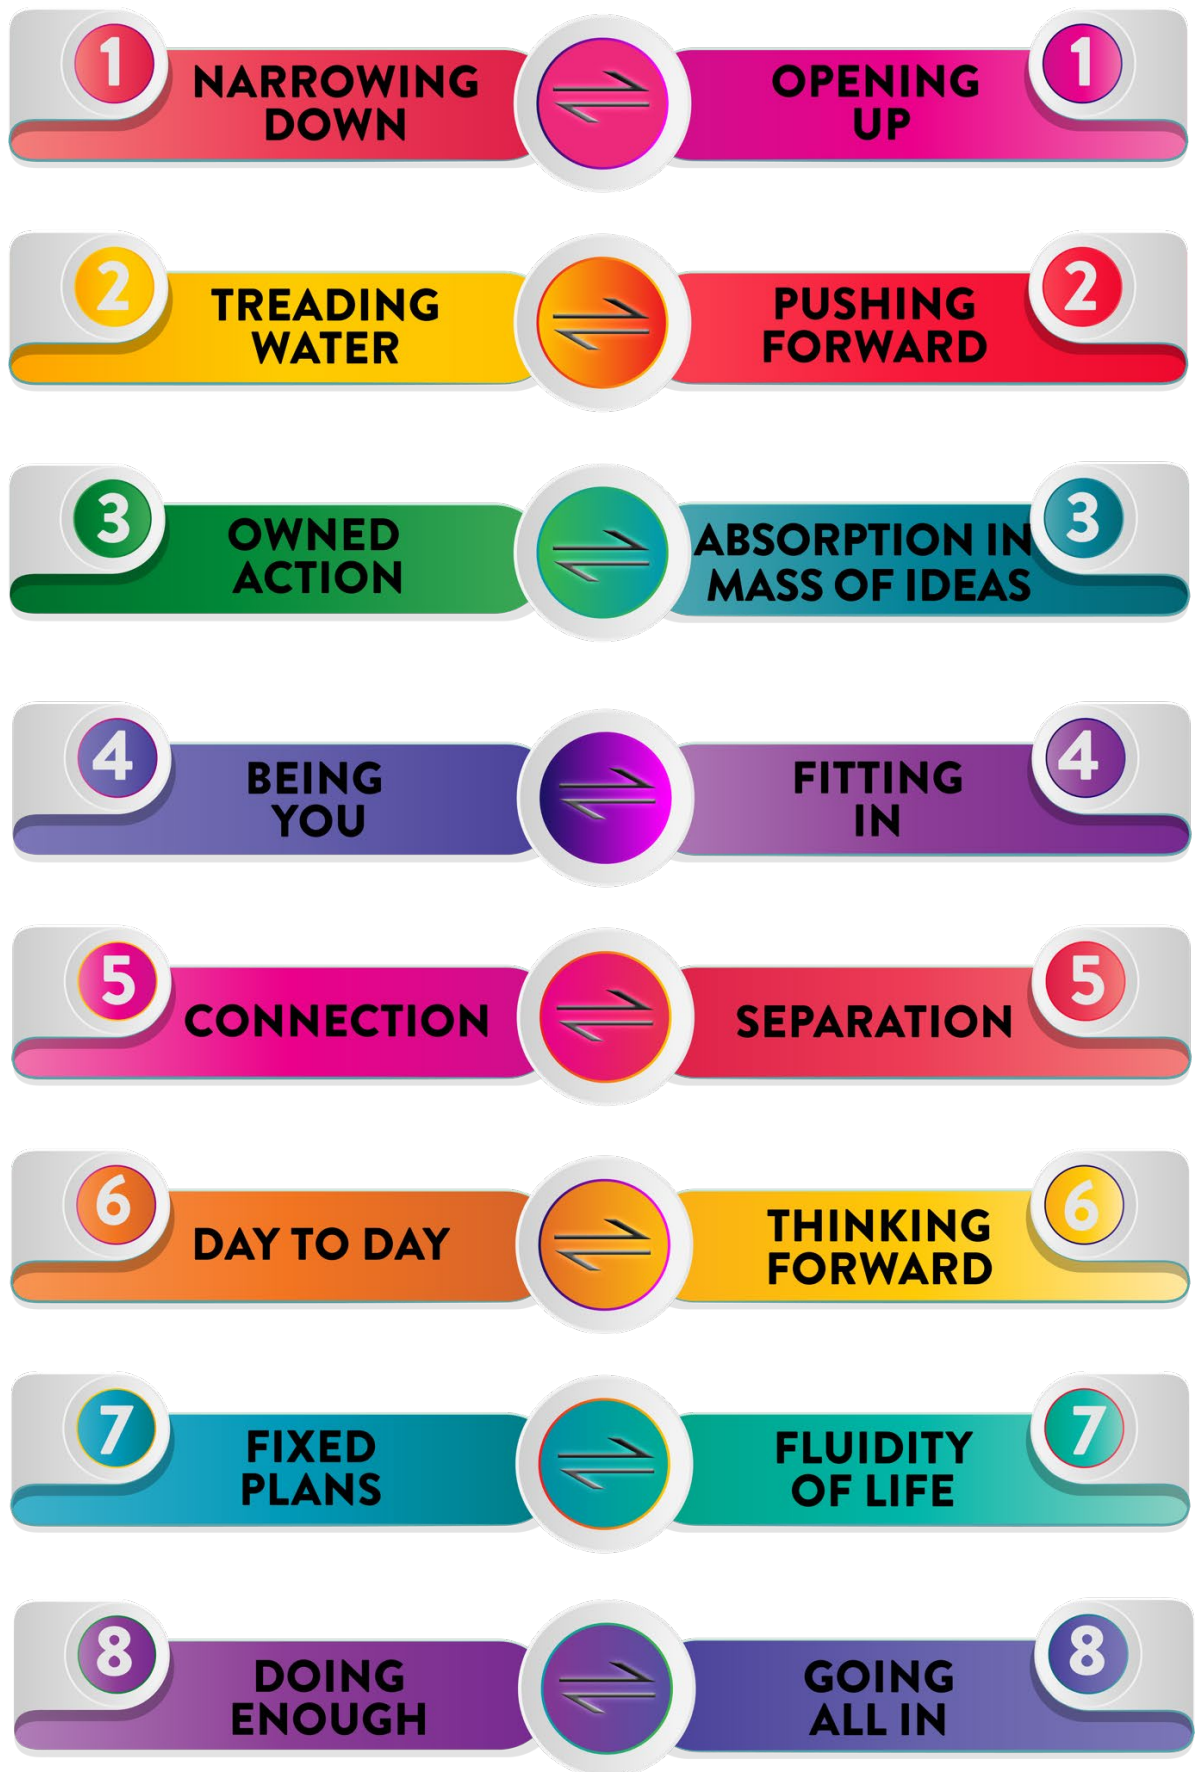 1
NARROWING
DOWN
OPENING
UP
1
2
TREADING
WATER
PUSHING
FORWARD
2
3
OWNED
ACTION
ABSORPTION IN
MASS OF IDEAS
3
4
BEING
YOU
FITTING
IN
4
5
CONNECTION
SEPARATION
5
6
DAY TO DAY
THINKING
FORWARD
6
7
FIXED
PLANS
FLUIDITY
OF LIFE
7
8
DOING
ENOUGH
GOING
ALL IN
8